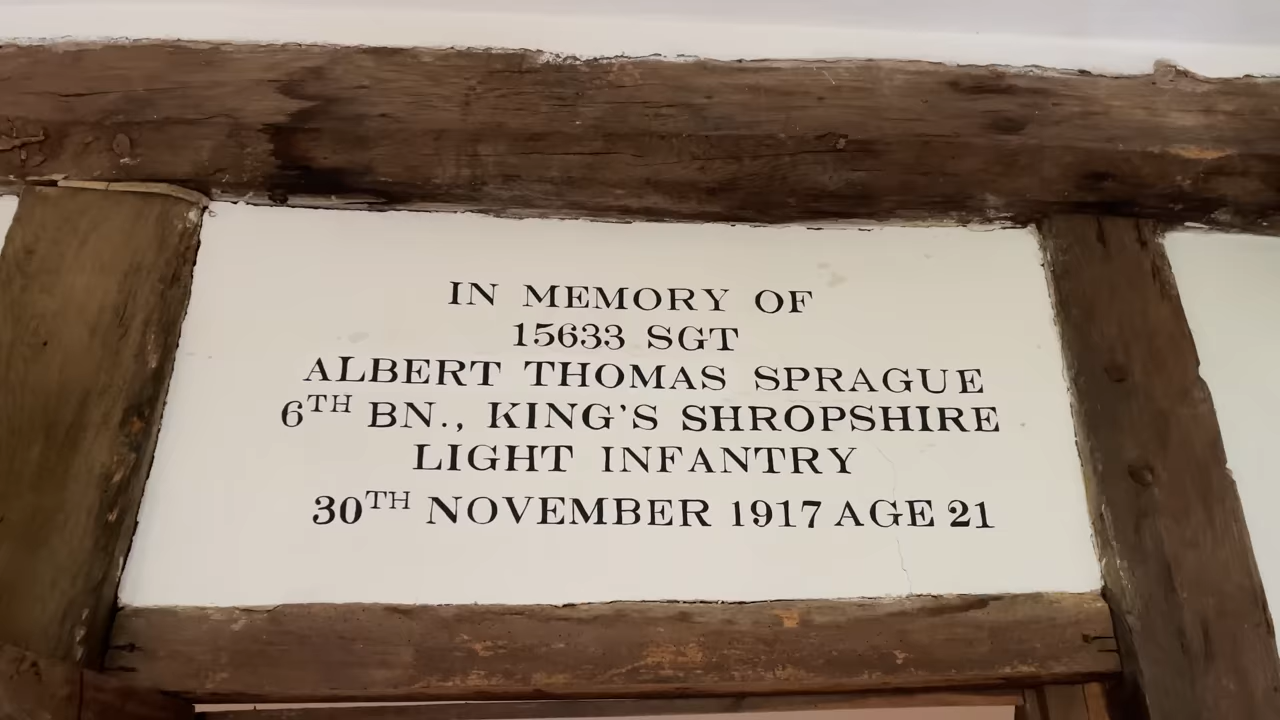 IN MEMORY OF
15633 SGT
ALBERT THOMAS SPRAGUE
6TH BN., KING'S SHROPSHIRE
LIGHT INFANTRY
30TH NOVEMBER 1917 AGE 21